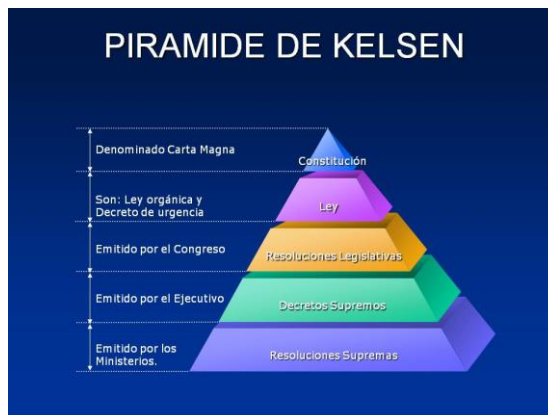 PIRAMIDE DE KELSEN
Denominado Carta Magna
Constitución
Son: Ley orgánica y
Decreto de urgencia
Ley
Emitido por el Congreso
Resoluciones Legislativas
Emitido por el Ejecutivo
Decretos Supremos
Emitido por los
Ministerios.
Resoluciones Supremas